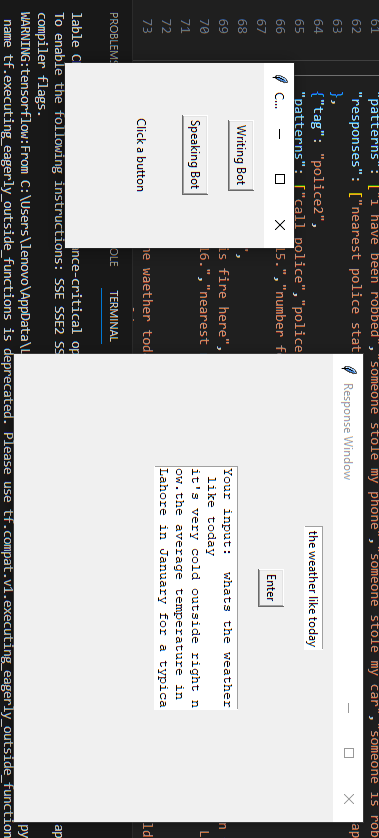 61
62
63
64
65
66
67
68
69
70
71
72
73
"patterns": ["i have been robbed", "someone stole my phone", "someone stole my car", "someone is rob
"responses": ["nearest police stat
},
{"tag": "police2",
"patterns": ["call police","police
5.","number f
is fire here",
6.","nearest
he waether tod
PROBLEMS
OLE
TERMINAL
lable C
nce-critical op
To enable the following instructions: SSE SSE2 SS
compiler flags.
WARNING:tensorflow:From C:\Users\lenovo\AppData\L
name tf.executing_eagerly_outside_functions is deprecated. Please use tf.compat.v1.executing_eagerly_outside_function
C...
Writing Bot
Speaking Bot
Click a button
Response Window
the weather like today
Enter
Your input:  whats the weather
like today
it's very cold outside right n
ow.the average temperature in
Lahore in January for a typica